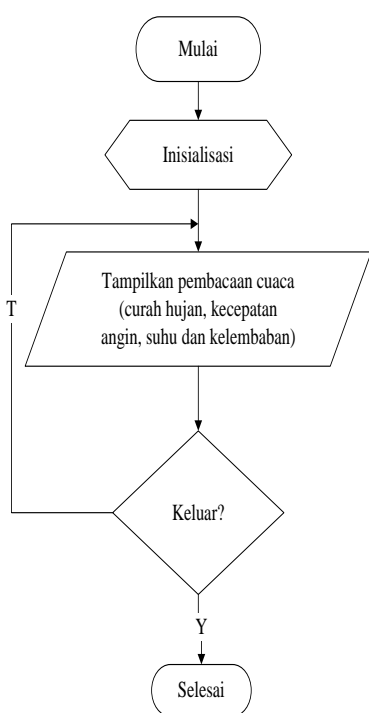 Mulai
Inisialisasi
Tampilkan pembacaan cuaca
(curah hujan, kecepatan
angin, suhu dan kelembaban)
T
Keluar?
Y
Selesai